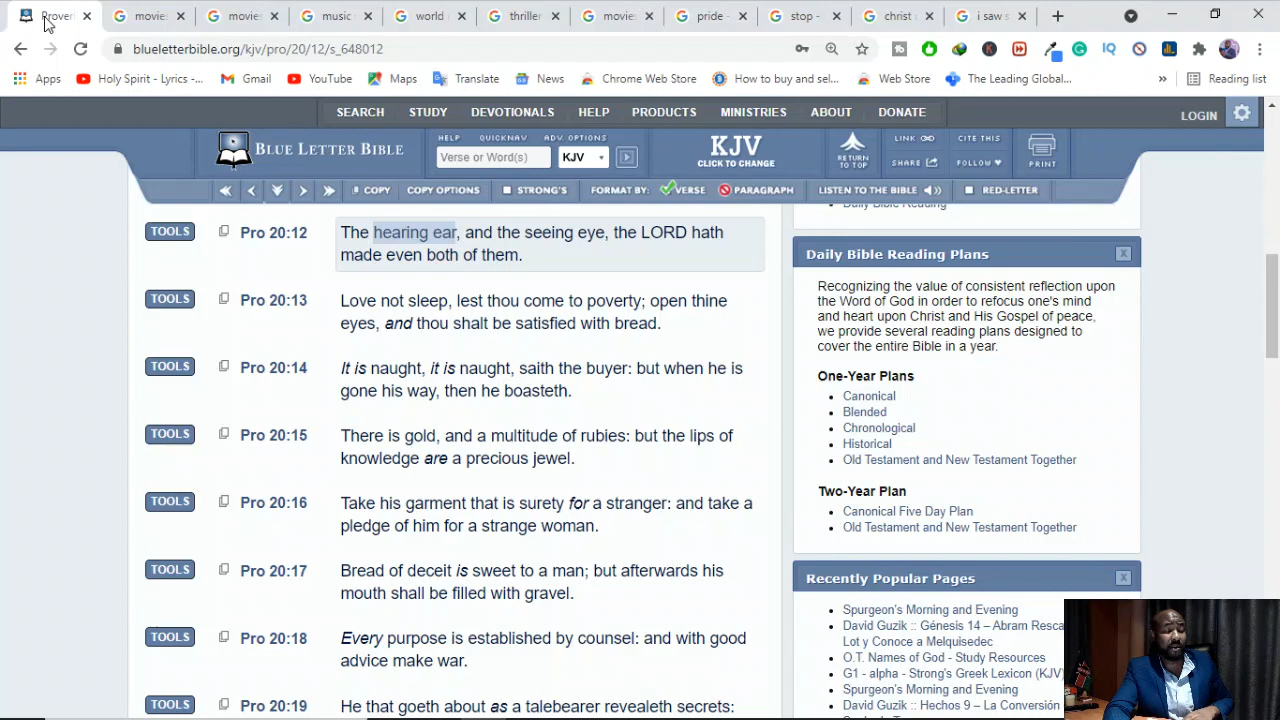 Prover
movies
movies
music
world
thriller
movies
pride -
stop -
christ
i saw s
blueletterbible.org/kjv/pro/20/12/s_648012
Apps
Holy Spirit - Lyrics -...
Gmail
YouTube
Maps
Translate
News
Chrome Web Store
How to buy and sel...
Web Store
The Leading Global...
»
Reading list
SEARCH STUDY DEVOTIONALS HELP PRODUCTS MINISTRIES ABOUT DONATE
LOGIN
BLUE LETTER BIBLE
HELP QUICKNAV ADV. OPTIONS
Verse or Word(s)
KJV
KJV
CLICK TO CHANGE
RETURN
TO TOP
LINK
CITE THIS
SHARE
FOLLOW
PRINT
COPY
COPY OPTIONS
STRONG'S
FORMAT BY: VERSE PARAGRAPH
LISTEN TO THE BIBLE
RED-LETTER
TOOLS Pro 20:12 The hearing ear, and the seeing eye, the LORD hath
made even both of them.
TOOLS Pro 20:13 Love not sleep, lest thou come to poverty; open thine
eyes, and thou shalt be satisfied with bread.
TOOLS Pro 20:14 It is naught, it is naught, saith the buyer: but when he is
gone his way, then he boasteth.
TOOLS Pro 20:15 There is gold, and a multitude of rubies: but the lips of
knowledge are a precious jewel.
TOOLS Pro 20:16 Take his garment that is surety for a stranger: and take a
pledge of him for a strange woman.
TOOLS Pro 20:17 Bread of deceit is sweet to a man; but afterwards his
mouth shall be filled with gravel.
TOOLS Pro 20:18 Every purpose is established by counsel: and with good
advice make war.
TOOLS Pro 20:19 He that goeth about as a talebearer revealeth secrets:
Daily Bible Reading
Daily Bible Reading Plans
Recognizing the value of consistent reflection upon
the Word of God in order to refocus one's mind
and heart upon Christ and His Gospel of peace,
we provide several reading plans designed to
cover the entire Bible in a year.
One-Year Plans
Canonical
Blended
Chronological
Historical
Old Testament and New Testament Together
Two-Year Plan
Canonical Five Day Plan
Old Testament and New Testament Together
Recently Popular Pages
Spurgeon's Morning and Evening
David Guzik :: Génesis 14 – Abram Resca
Lot y Conoce a Melquisedec
O.T. Names of God - Study Resources
G1 - alpha - Strong's Greek Lexicon (KJV)
Spurgeon's Morning and Evening
David Guzik :: Hechos 9 – La Conversión